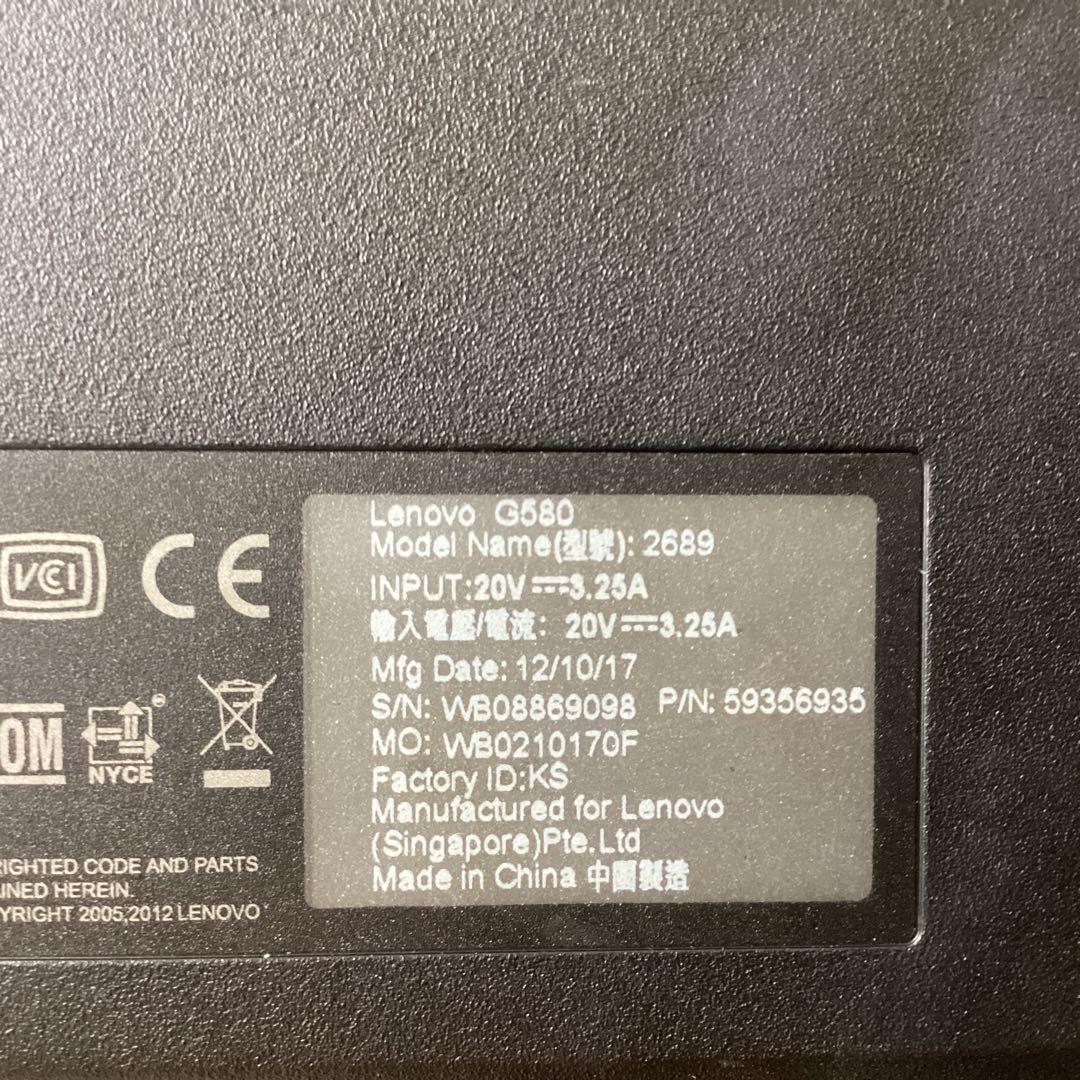 Lenovo G580
Model Name(型號): 2689
INPUT:20V⎓3.25A
輸入電壓/電流: 20V⎓3.25A
Mfg Date: 12/10/17
S/N: WB08869098 P/N: 59356935
MO: WB0210170F
Factory ID:KS
Manufactured for Lenovo
(Singapore)Pte.Ltd
Made in China 中國製造
VCI
CE
OM
NYCE
RIGHTED CODE AND PARTS
INED HEREIN.
YRIGHT 2005,2012 LENOVO